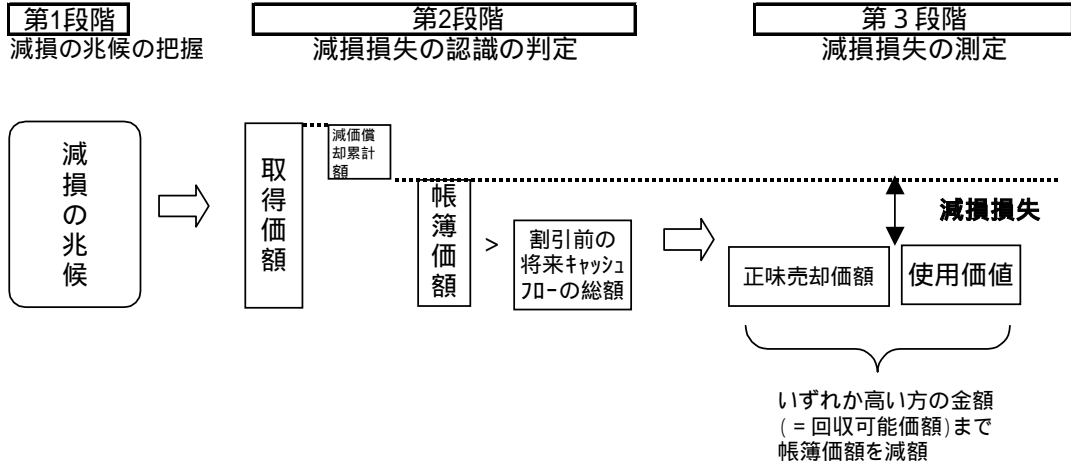 第1段階
減損の兆候の把握
第2段階
減損損失の認識の判定
第3段階
減損損失の測定
減損の兆候
取得価額
減価償
却累計
額
帳簿価額
>
割引前の
将来ｷｬｯｼｭ
ﾌﾛｰの総額
減損損失
正味売却価額
使用価値
いずれか高い方の金額
(=回収可能価額)まで
帳簿価額を減額